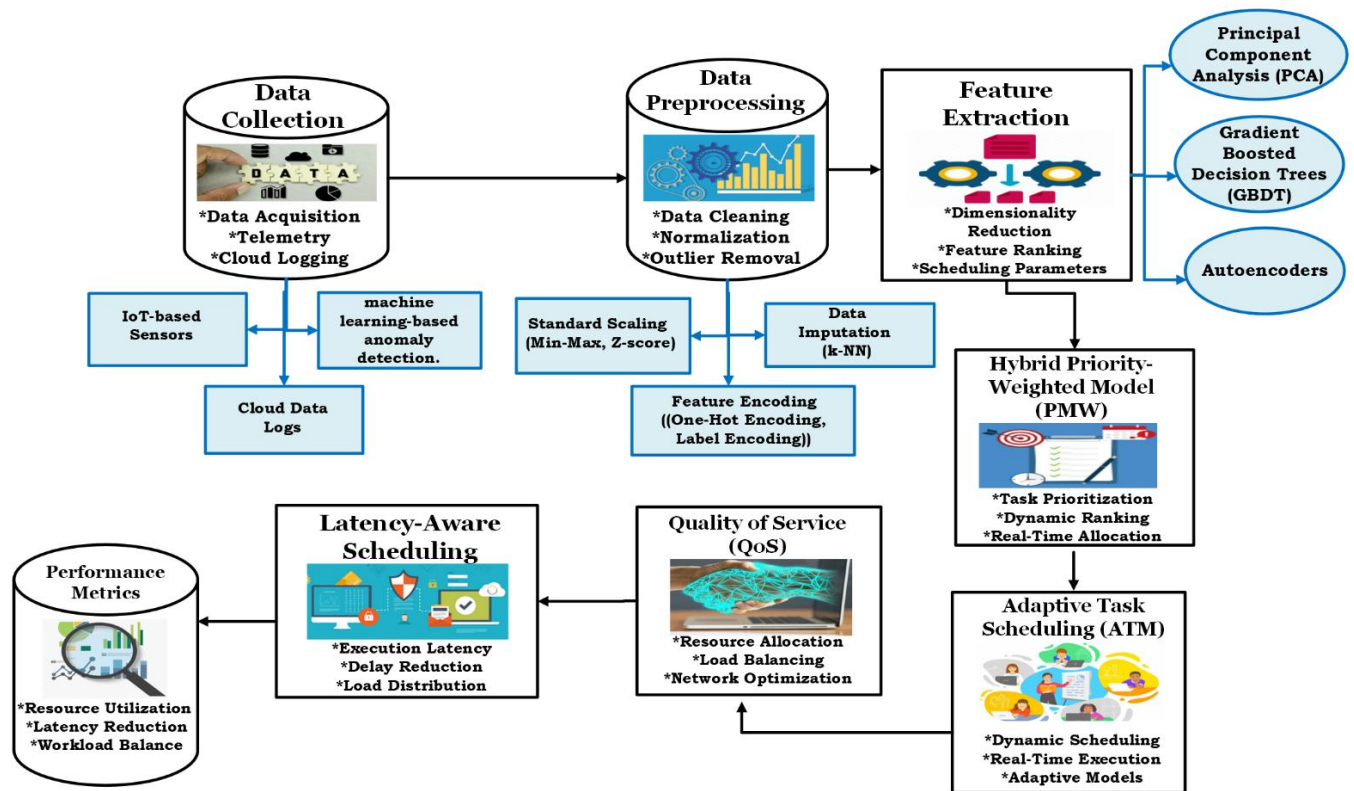 Data
Collection
D A T A
*Data Acquisition
*Telemetry
*Cloud Logging
IoT-based
Sensors
machine
learning-based
anomaly
detection.
Cloud Data
Logs
Data
Preprocessing
*Data Cleaning
*Normalization
*Outlier Removal
Standard Scaling
(Min-Max, Z-score)
Data
Imputation
(k-NN)
Feature Encoding
((One-Hot Encoding,
Label Encoding))
Feature
Extraction
*Dimensionality
Reduction
*Feature Ranking
*Scheduling Parameters
Principal
Component
Analysis (PCA)
Gradient
Boosted
Decision Trees
(GBDT)
Autoencoders
Hybrid Priority-
Weighted Model
(PMW)
*Task Prioritization
*Dynamic Ranking
*Real-Time Allocation
Adaptive Task
Scheduling (ATM)
*Dynamic Scheduling
*Real-Time Execution
*Adaptive Models
Quality of Service
(QoS)
*Resource Allocation
*Load Balancing
*Network Optimization
Latency-Aware
Scheduling
*Execution Latency
*Delay Reduction
*Load Distribution
Performance
Metrics
*Resource Utilization
*Latency Reduction
*Workload Balance